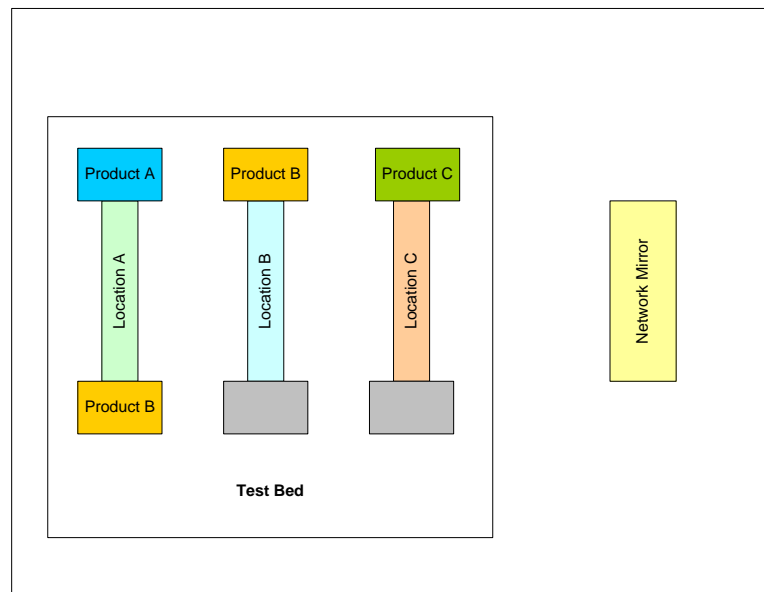 Product A
Product B
Product C
Location A
Location B
Location C
Network Mirror
Product B
Test Bed